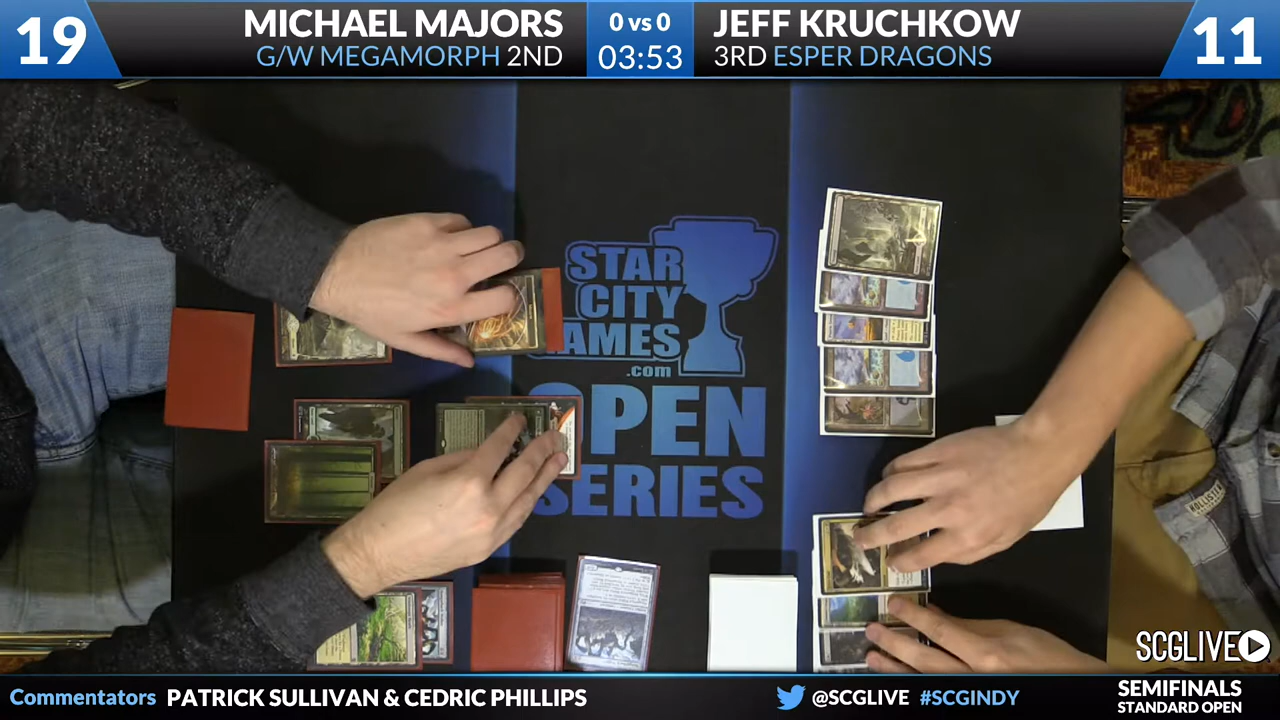 19
MICHAEL MAJORS
G/W MEGAMORPH 2ND
0 vs 0
03:53
JEFF KRUCHKOW
3RD ESPER DRAGONS
11
STAR
CITY
GAMES
.com
OPEN
SERIES
SCGLIVE
Commentators PATRICK SULLIVAN & CEDRIC PHILLIPS
@SCGLIVE #SCGINDY
SEMIFINALS
STANDARD OPEN